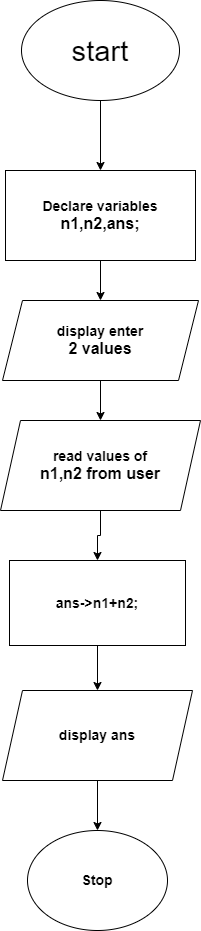 start
Declare variables
n1,n2,ans;
display enter
2 values
read values of
n1,n2 from user
ans->n1+n2;
display ans
Stop